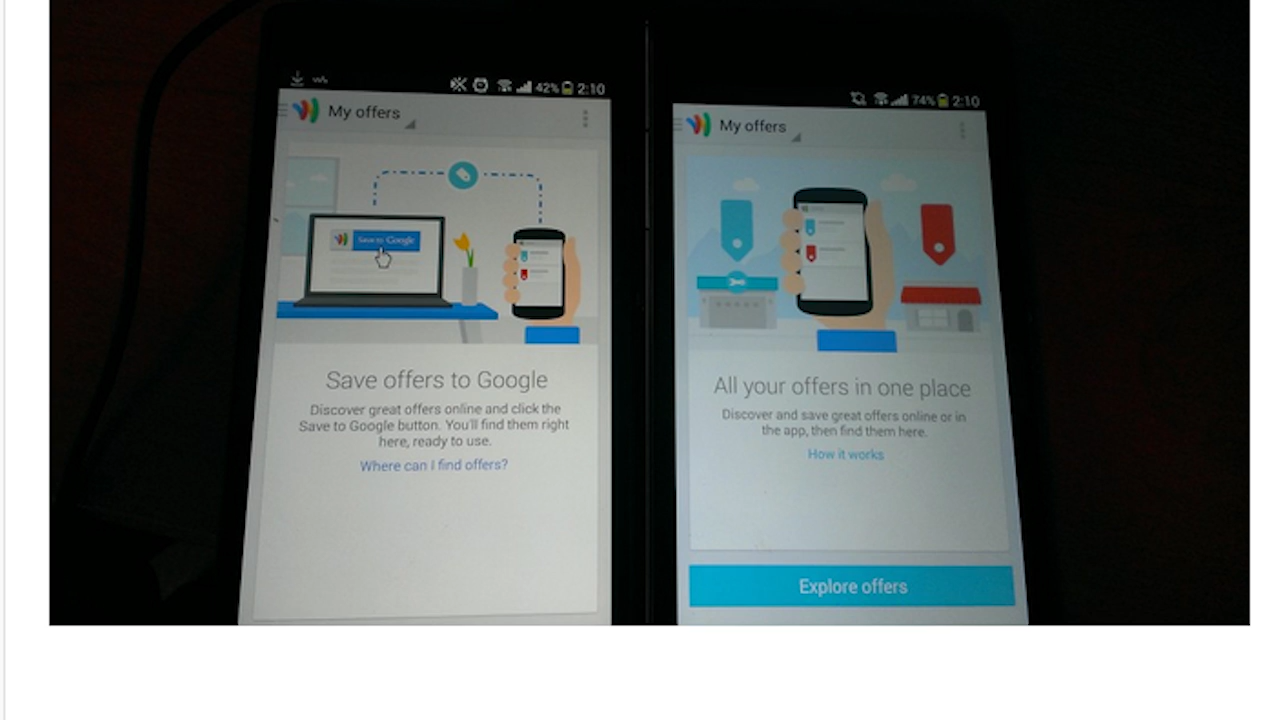 42% 2:10
My offers
Save to Google
Save offers to Google
Discover great offers online and click the
Save to Google button. You'll find them right
here, ready to use.
Where can I find offers?
74% 2:10
My offers
All your offers in one place
Discover and save great offers online or in
the app, then find them here.
How it works
Explore offers